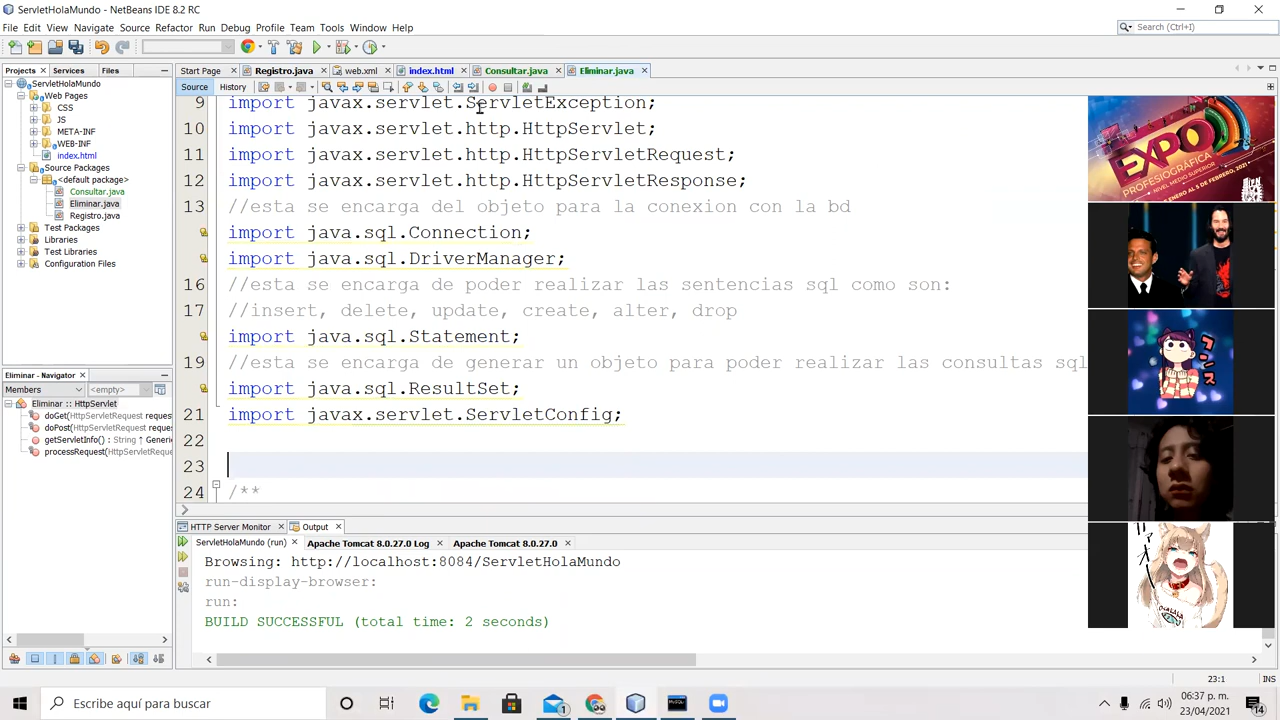 ServletHolaMundo - NetBeans IDE 8.2 RC
File Edit View Navigate Source Refactor Run Debug Profile Team Tools Window Help
Search (Ctrl+I)
Projects Services Files
Start Page Registro.java web.xml index.html Consultar.java Eliminar.java
Source History
ServletHolaMundo
Web Pages
CSS
JS
META-INF
WEB-INF
index.html
Source Packages
<default package>
Consultar.java
Eliminar.java
Registro.java
Test Packages
Libraries
Test Libraries
Configuration Files
9 import javax.servlet.ServletException;
10 import javax.servlet.http.HttpServlet;
11 import javax.servlet.http.HttpServletRequest;
12 import javax.servlet.http.HttpServletResponse;
13 //esta se encarga del objeto para la conexion con la bd
import java.sql.Connection;
import java.sql.DriverManager;
16 //esta se encarga de poder realizar las sentencias sql como son:
17 //insert, delete, update, create, alter, drop
import java.sql.Statement;
19 //esta se encarga de generar un objeto para poder realizar las consultas sql
import java.sql.ResultSet;
21 import javax.servlet.ServletConfig;
22
23
24 /**
Eliminar - Navigator
Members <empty>
Eliminar :: HttpServlet
doGet(HttpServletRequest reques
doPost(HttpServletRequest reque
getServletInfo() : String ↑ Generic
processRequest(HttpServletReque
HTTP Server Monitor Output
ServletHolaMundo (run) Apache Tomcat 8.0.27.0 Log Apache Tomcat 8.0.27.0
Browsing: http://localhost:8084/ServletHolaMundo
run-display-browser:
run:
BUILD SUCCESSFUL (total time: 2 seconds)
23:1
INS
EXPO
PROFESIOGRÁFICA
NIVEL MEDIO SUPERIOR
Escribe aquí para buscar
06:37 p. m.
23/04/2021
14